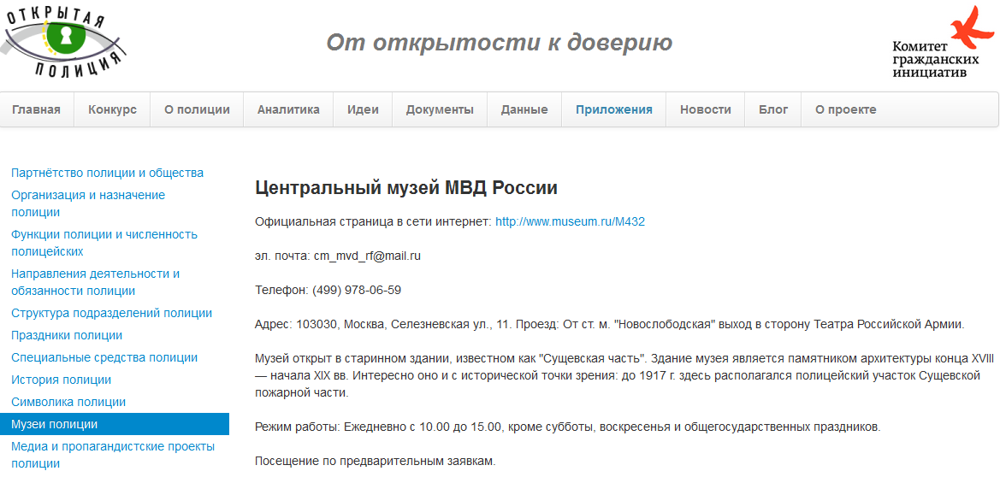 ОТКРЫТАЯ
ПОЛИЦИЯ
От открытости к доверию
Комитет
гражданских
инициатив
Главная Конкурс О полиции Аналитика Идеи Документы Данные Приложения Новости Блог О проекте
Партнётство полиции и общества
Организация и назначение
полиции
Функции полиции и численность
полицейских
Направления деятельности и
обязанности полиции
Структура подразделений полиции
Праздники полиции
Специальные средства полиции
История полиции
Символика полиции
Музеи полиции
Медиа и пропагандистские проекты
полиции
Центральный музей МВД России
Официальная страница в сети интернет: http://www.museum.ru/M432
эл. почта: cm_mvd_rf@mail.ru
Телефон: (499) 978-06-59
Адрес: 103030, Москва, Селезневская ул., 11. Проезд: От ст. м. "Новослободская" выход в сторону Театра Российской Армии.
Музей открыт в старинном здании, известном как "Сущевская часть". Здание музея является памятником архитектуры конца XVIII
— начала XIX вв. Интересно оно и с исторической точки зрения: до 1917 г. здесь располагался полицейский участок Сущевской
пожарной части.
Режим работы: Ежедневно с 10.00 до 15.00, кроме субботы, воскресенья и общегосударственных праздников.
Посещение по предварительным заявкам.